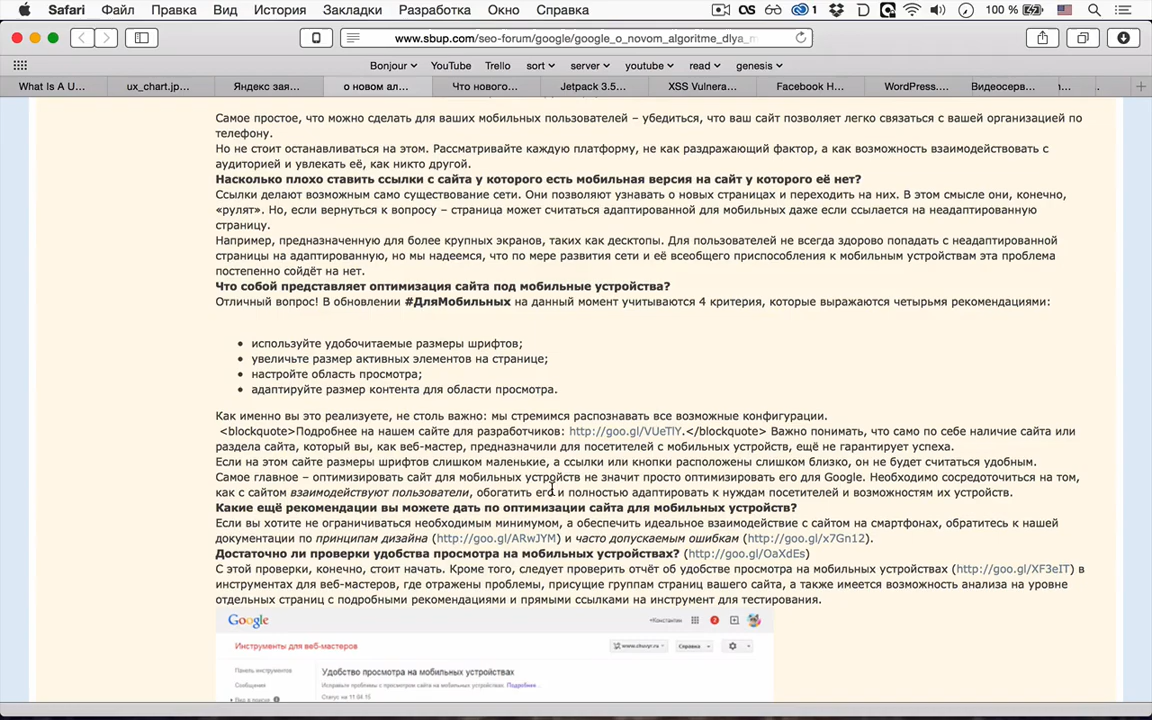 Safari Файл Правка Вид История Закладки Разработка Окно Справка 1 100 %
www.sbup.com/seo-forum/google/google_o_novom_algoritme_dlya_m
Bonjour YouTube Trello sort server youtube read genesis
What Is A U... ux_chart.jp... Яндекс зая... о новом ал... Что нового... Jetpack 3.5... XSS Vulnera... Facebook H... WordPress.... Видеосерв...
Самое простое, что можно сделать для ваших мобильных пользователей – убедиться, что ваш сайт позволяет легко связаться с вашей организацией по
телефону.
Но не стоит останавливаться на этом. Рассматривайте каждую платформу, не как раздражающий фактор, а как возможность взаимодействовать с
аудиторией и увлекать её, как никто другой.
Насколько плохо ставить ссылки с сайта у которого есть мобильная версия на сайт у которого её нет?
Ссылки делают возможным само существование сети. Они позволяют узнавать о новых страницах и переходить на них. В этом смысле они, конечно,
«рулят». Но, если вернуться к вопросу – страница может считаться адаптированной для мобильных даже если ссылается на неадаптированную
страницу.
Например, предназначенную для более крупных экранов, таких как десктопы. Для пользователей не всегда здорово попадать с неадаптированной
страницы на адаптированную, но мы надеемся, что по мере развития сети и её всеобщего приспособления к мобильным устройствам эта проблема
постепенно сойдёт на нет.
Что собой представляет оптимизация сайта под мобильные устройства?
Отличный вопрос! В обновлении #ДляМобильных на данный момент учитываются 4 критерия, которые выражаются четырьмя рекомендациями:
• используйте удобочитаемые размеры шрифтов;
• увеличьте размер активных элементов на странице;
• настройте область просмотра;
• адаптируйте размер контента для области просмотра.
Как именно вы это реализуете, не столь важно: мы стремимся распознавать все возможные конфигурации.
<blockquote>Подробнее на нашем сайте для разработчиков: http://goo.gl/VUeTlY.</blockquote> Важно понимать, что само по себе наличие сайта или
раздела сайта, который вы, как веб-мастер, предназначили для посетителей с мобильных устройств, ещё не гарантирует успеха.
Если на этом сайте размеры шрифтов слишком маленькие, а ссылки или кнопки расположены слишком близко, он не будет считаться удобным.
Самое главное – оптимизировать сайт для мобильных устройств не значит просто оптимизировать его для Google. Необходимо сосредоточиться на том,
как с сайтом взаимодействуют пользователи, обогатить его и полностью адаптировать к нуждам посетителей и возможностям их устройств.
Какие ещё рекомендации вы можете дать по оптимизации сайта для мобильных устройств?
Если вы хотите не ограничиваться необходимым минимумом, а обеспечить идеальное взаимодействие с сайтом на смартфонах, обратитесь к нашей
документации по принципам дизайна (http://goo.gl/ARwJYM) и часто допускаемым ошибкам (http://goo.gl/x7Gn12).
Достаточно ли проверки удобства просмотра на мобильных устройствах? (http://goo.gl/OaXdEs)
С этой проверки, конечно, стоит начать. Кроме того, следует проверить отчёт об удобстве просмотра на мобильных устройствах (http://goo.gl/XF3eIT) в
инструментах для веб-мастеров, где отражены проблемы, присущие группам страниц вашего сайта, а также имеется возможность анализа на уровне
отдельных страниц с подробными рекомендациями и прямыми ссылками на инструмент для тестирования.
Google +Константин 2
Инструменты для веб-мастеров Справка
Панель инструментов Удобство просмотра на мобильных устройствах
Исправьте проблемы с просмотром сайта на мобильных устройствах. Подробнее...
Сообщения Статус на 11.04.15
Вид в поиске